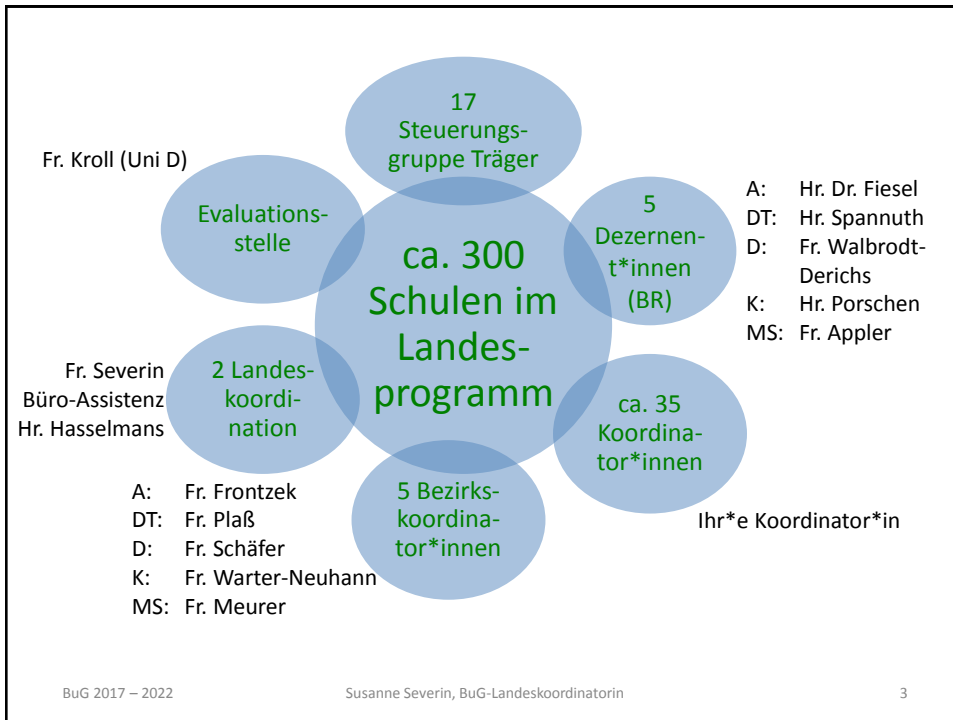 17
Steuerungs-
gruppe Träger
Fr. Kroll (Uni D)
Evaluations-
stelle
5
Dezernen-
t*innen
(BR)
A: Hr. Dr. Fiesel
DT: Hr. Spannuth
D: Fr. Walbrodt-
Derichs
K: Hr. Porschen
MS: Fr. Appler
ca. 300
Schulen im
Landes-
programm
Fr. Severin
Büro-Assistenz
Hr. Hasselmans
2 Landes-
koordi-
nation
ca. 35
Koordina-
tor*innen
Ihr*e Koordinator*in
5 Bezirks-
koordina-
tor*innen
A: Fr. Frontzek
DT: Fr. Plaß
D: Fr. Schäfer
K: Fr. Warter-Neuhann
MS: Fr. Meurer
BuG 2017 – 2022
Susanne Severin, BuG-Landeskoordinatorin
3